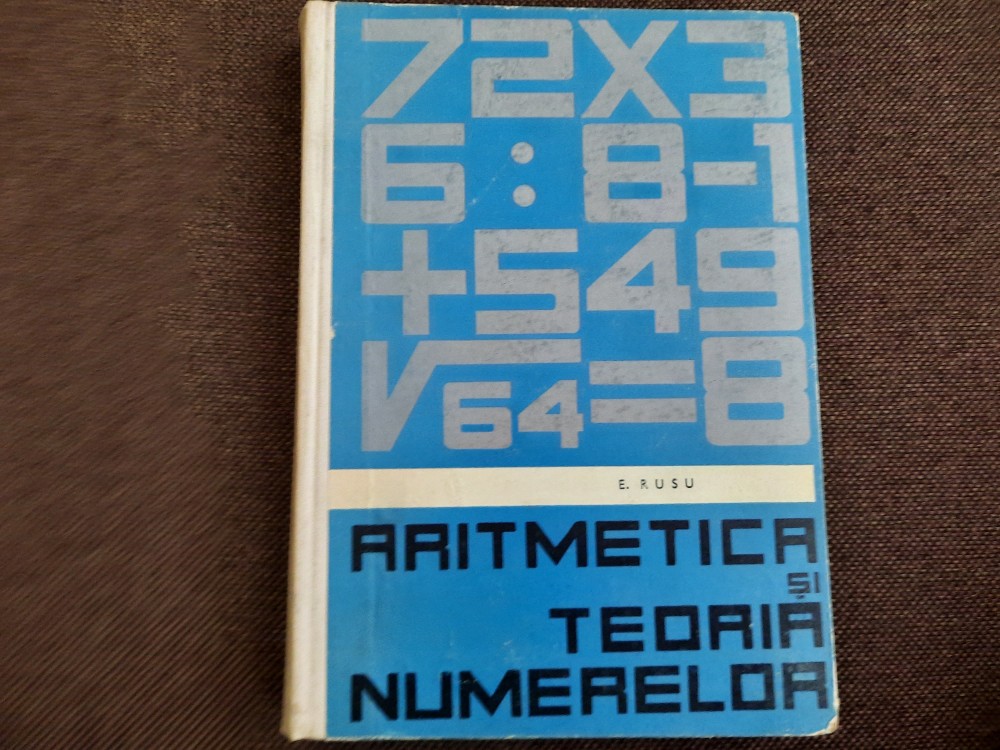 72X3
6:8-1
+549
√64=8
E. RUSU
ARITMETICA
ȘI
TEORIA
NUMERELOR